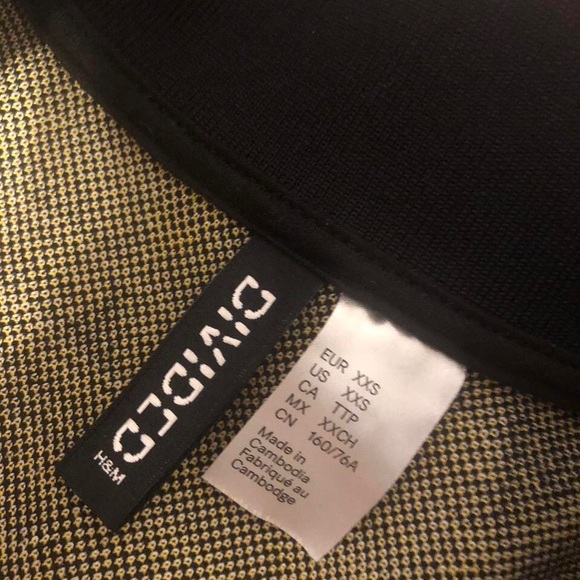 DIVIDED
H&M
EUR XXS
US XXS
CA TTP
MX XXCH
CN 160/76A
Made in
Cambodia
Fabriqué au
Cambodge